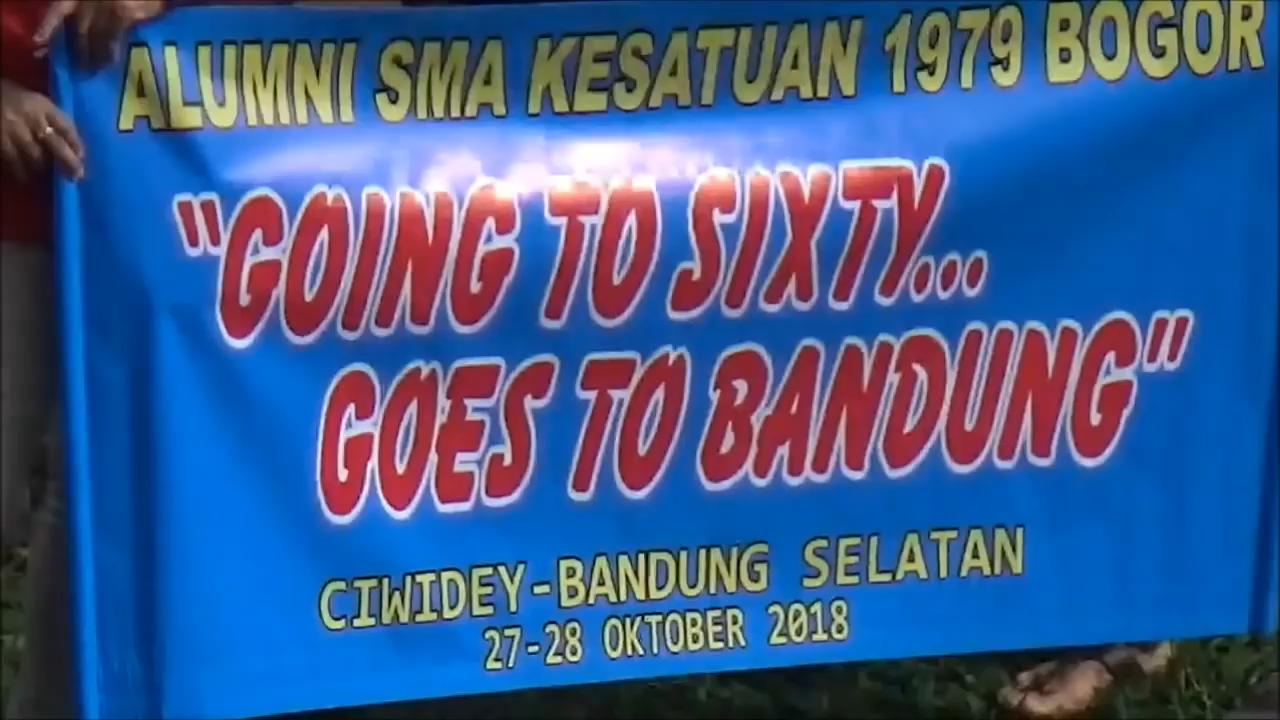 ALUMNI SMA KESATUAN 1979 BOGOR
"GOING TO SIXTY...
GOES TO BANDUNG"
CIWIDEY-BANDUNG SELATAN
27-28 OKTOBER 2018